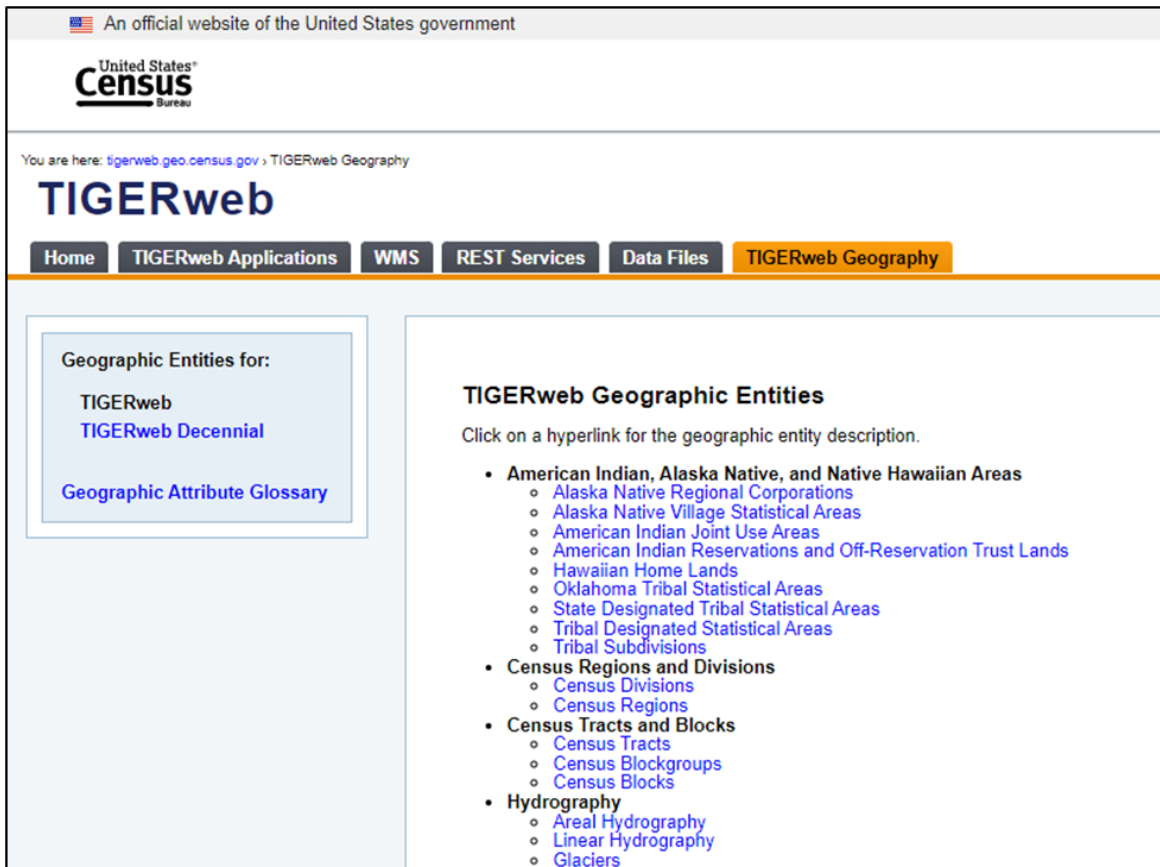 An official website of the United States government
United States®
Census
Bureau
You are here: tigerweb.geo.census.gov › TIGERweb Geography
TIGERweb
Home TIGERweb Applications WMS REST Services Data Files TIGERweb Geography
Geographic Entities for:
TIGERweb
TIGERweb Decennial
Geographic Attribute Glossary
TIGERweb Geographic Entities
Click on a hyperlink for the geographic entity description.
• American Indian, Alaska Native, and Native Hawaiian Areas
Alaska Native Regional Corporations
Alaska Native Village Statistical Areas
American Indian Joint Use Areas
American Indian Reservations and Off-Reservation Trust Lands
Hawaiian Home Lands
Oklahoma Tribal Statistical Areas
State Designated Tribal Statistical Areas
Tribal Designated Statistical Areas
Tribal Subdivisions
• Census Regions and Divisions
Census Divisions
Census Regions
• Census Tracts and Blocks
Census Tracts
Census Blockgroups
Census Blocks
• Hydrography
Areal Hydrography
Linear Hydrography
Glaciers